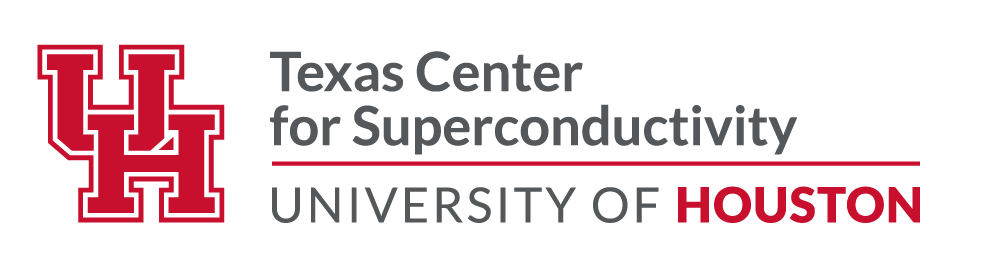 UH
Texas Center
for Superconductivity
UNIVERSITY OF HOUSTON